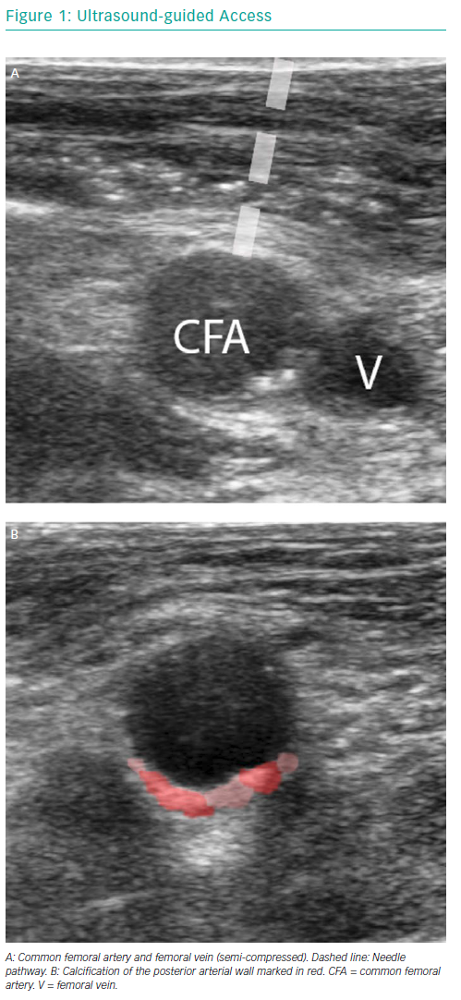 Figure 1: Ultrasound-guided Access
A
CFA
V
B
A: Common femoral artery and femoral vein (semi-compressed). Dashed line: Needle
pathway. B: Calcification of the posterior arterial wall marked in red. CFA = common femoral
artery. V = femoral vein.